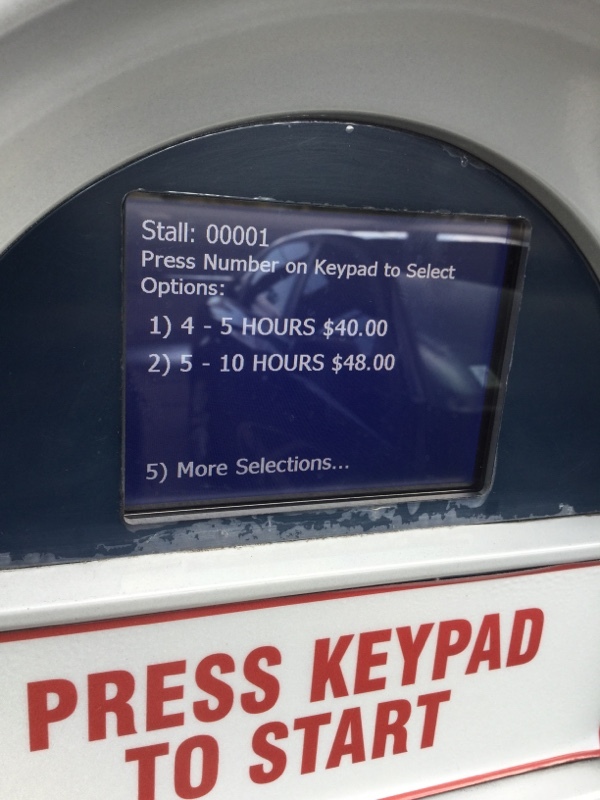 Stall: 00001
Press Number on Keypad to Select
Options:
1) 4 - 5 HOURS $40.00
2) 5 - 10 HOURS $48.00
5) More Selections...
PRESS KEYPAD
TO START